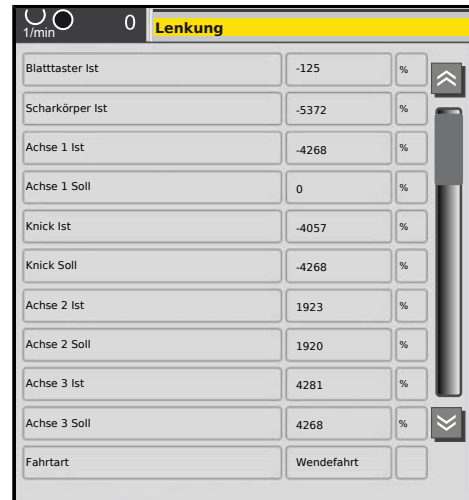 1/min 0 Lenkung
Blatttaster Ist -125 %
Scharkörper Ist -5372 %
Achse 1 Ist -4268 %
Achse 1 Soll 0 %
Knick Ist -4057 %
Knick Soll -4268 %
Achse 2 Ist 1923 %
Achse 2 Soll 1920 %
Achse 3 Ist 4281 %
Achse 3 Soll 4268 %
Fahrtart Wendefahrt